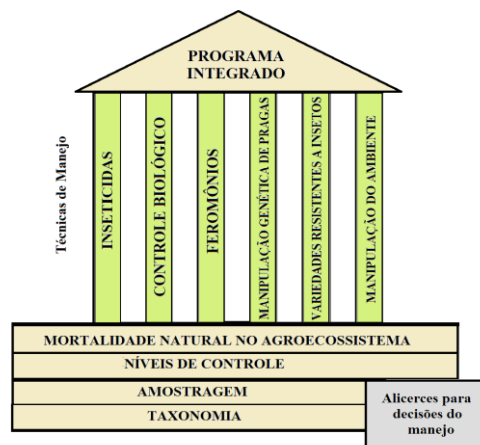 PROGRAMA
INTEGRADO
Técnicas de Manejo
INSETICIDAS
CONTROLE BIOLÓGICO
FEROMÔNIOS
MANIPULAÇÃO GENÉTICA DE PRAGAS
VARIEDADES RESISTENTES A INSETOS
MANIPULAÇÃO DO AMBIENTE
MORTALIDADE NATURAL NO AGROECOSSISTEMA
NÍVEIS DE CONTROLE
AMOSTRAGEM
TAXONOMIA
Alicerces para
decisões do
manejo